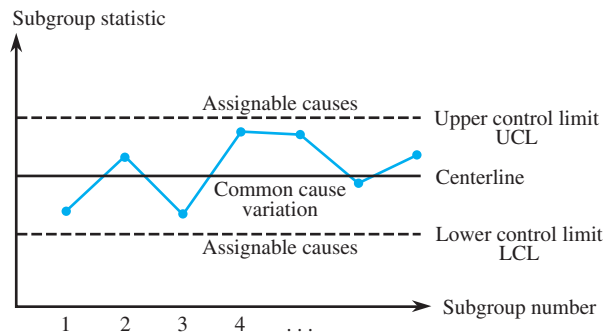 Subgroup statistic
Assignable causes
Upper control limit
UCL
Centerline
Common cause
variation
Assignable causes
Lower control limit
LCL
Subgroup number
1 2 3 4 . . .